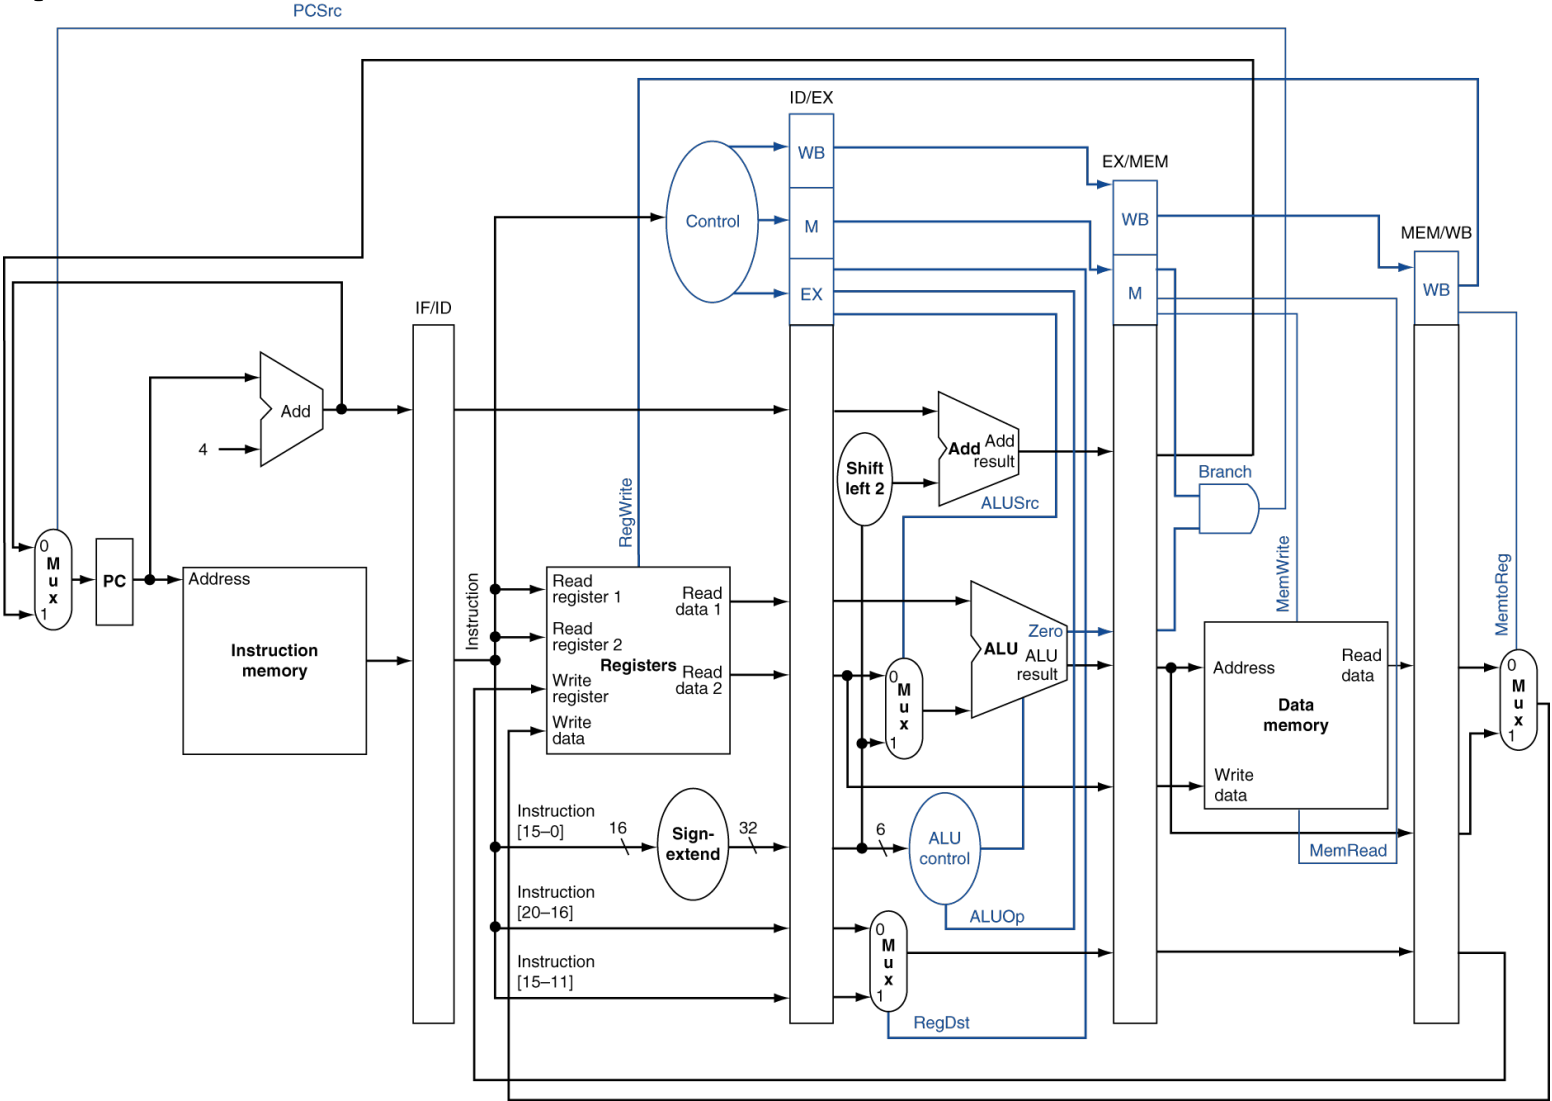 PCSrc
ID/EX
WB
EX/MEM
Control
M
WB
MEM/WB
EX
M
WB
IF/ID
Add
4
Add
Add
result
Shift
left 2
Branch
ALUSrc
RegWrite
MemWrite
MemtoReg
0
M
u
x
1
PC
Address
Instruction
memory
Instruction
Read
register 1
Read
register 2
Write
register
Write
data
Registers
Read
data 1
Read
data 2
0
M
u
x
1
Zero
ALU
ALU
result
Address
Read
data
Data
memory
Write
data
0
M
u
x
1
Instruction
[15–0]
16
Sign-
extend
32
6
ALU
control
MemRead
Instruction
[20–16]
ALUOp
0
M
u
x
1
Instruction
[15–11]
RegDst